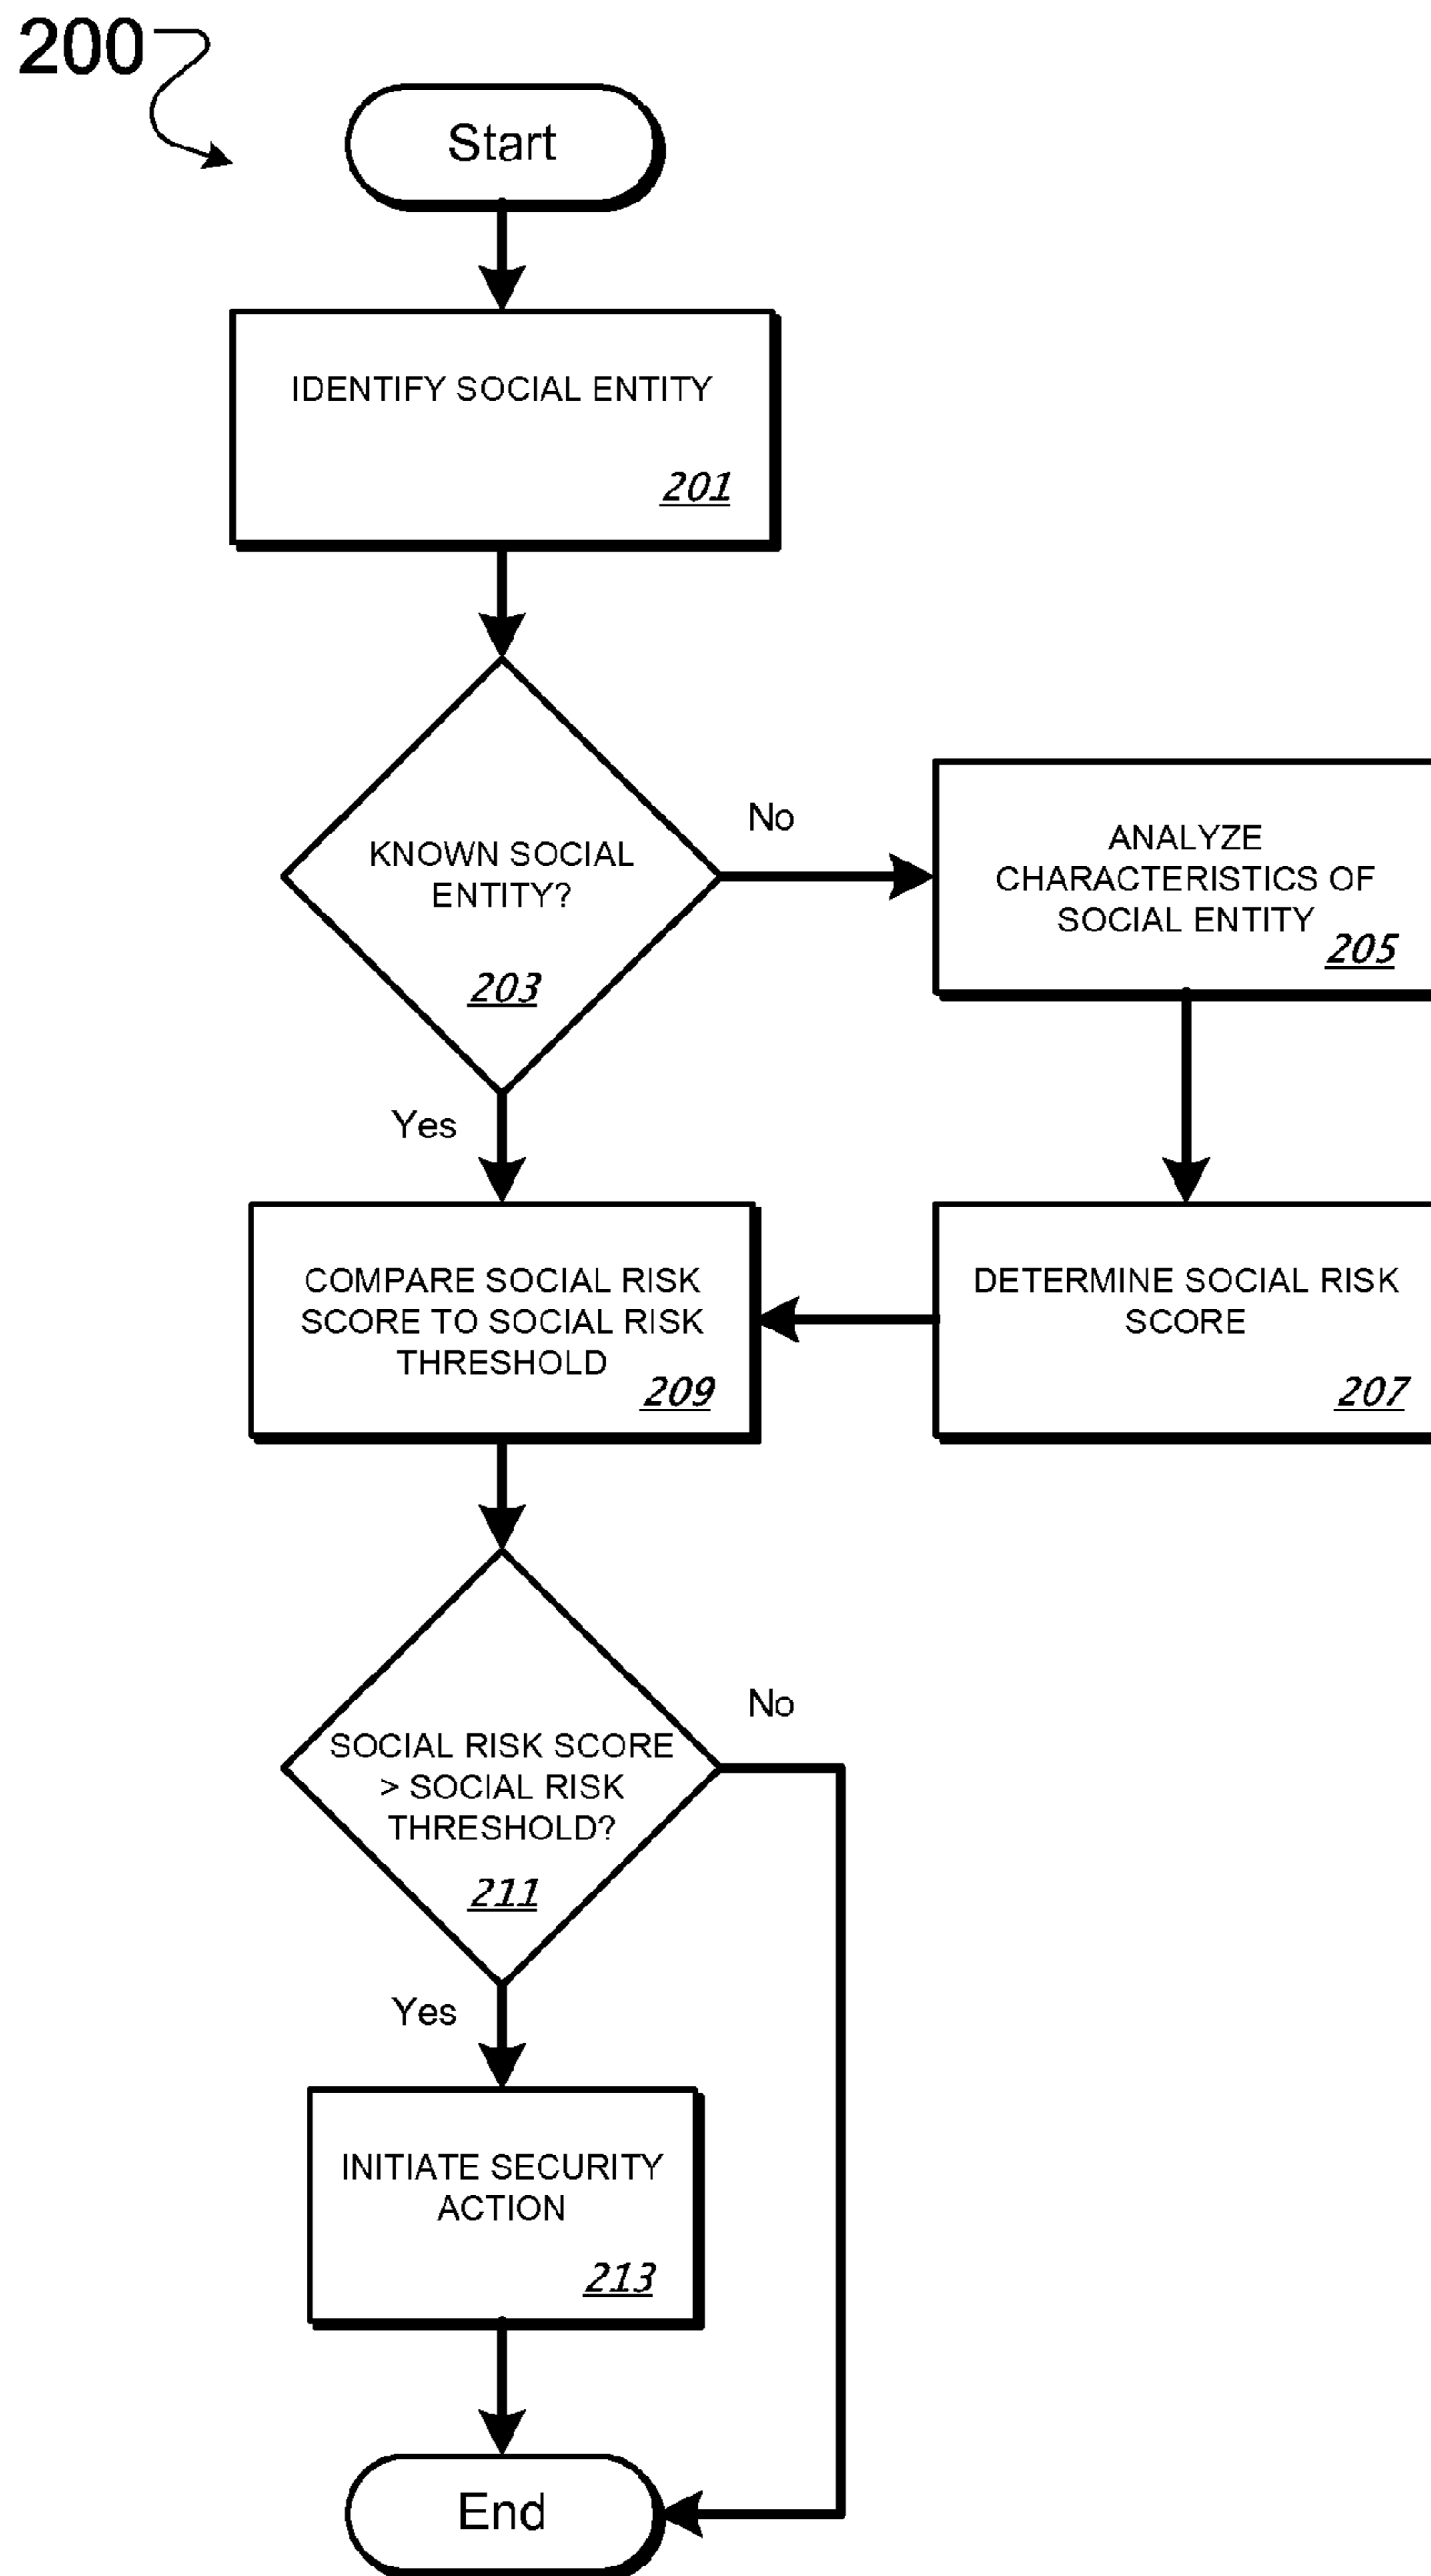 200
Start
IDENTIFY SOCIAL ENTITY
201
KNOWN SOCIAL
ENTITY?
203
No
ANALYZE
CHARACTERISTICS OF
SOCIAL ENTITY
205
Yes
COMPARE SOCIAL RISK
SCORE TO SOCIAL RISK
THRESHOLD
209
DETERMINE SOCIAL RISK
SCORE
207
SOCIAL RISK SCORE
> SOCIAL RISK
THRESHOLD?
211
No
Yes
INITIATE SECURITY
ACTION
213
End